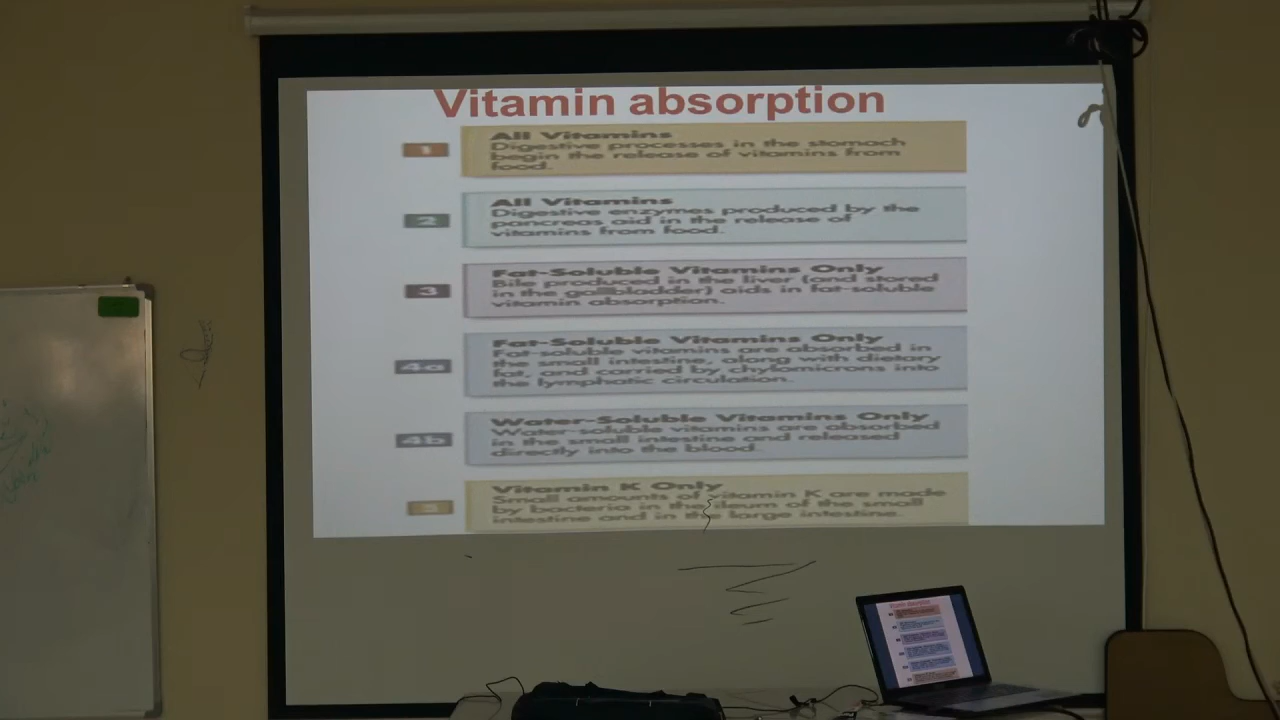 Vitamin absorption
1
All Vitamins
Digestive processes in the stomach
begin the release of vitamins from
food.
2
All Vitamins
Digestive enzymes produced by the
pancreas aid in the release of
vitamins from food.
3
Fat-Soluble Vitamins Only
Bile produced in the liver (and stored
in the gallbladder) aids in fat-soluble
vitamin absorption.
4a
Fat-Soluble Vitamins Only
Fat-soluble vitamins are absorbed in
the small intestine, along with dietary
fat, and carried by chylomicrons into
the lymphatic circulation.
4b
Water-Soluble Vitamins Only
Water-soluble vitamins are absorbed
in the small intestine and released
directly into the blood.
5
Vitamin K Only
Small amounts of vitamin K are made
by bacteria in the ileum of the small
intestine and in the large intestine.